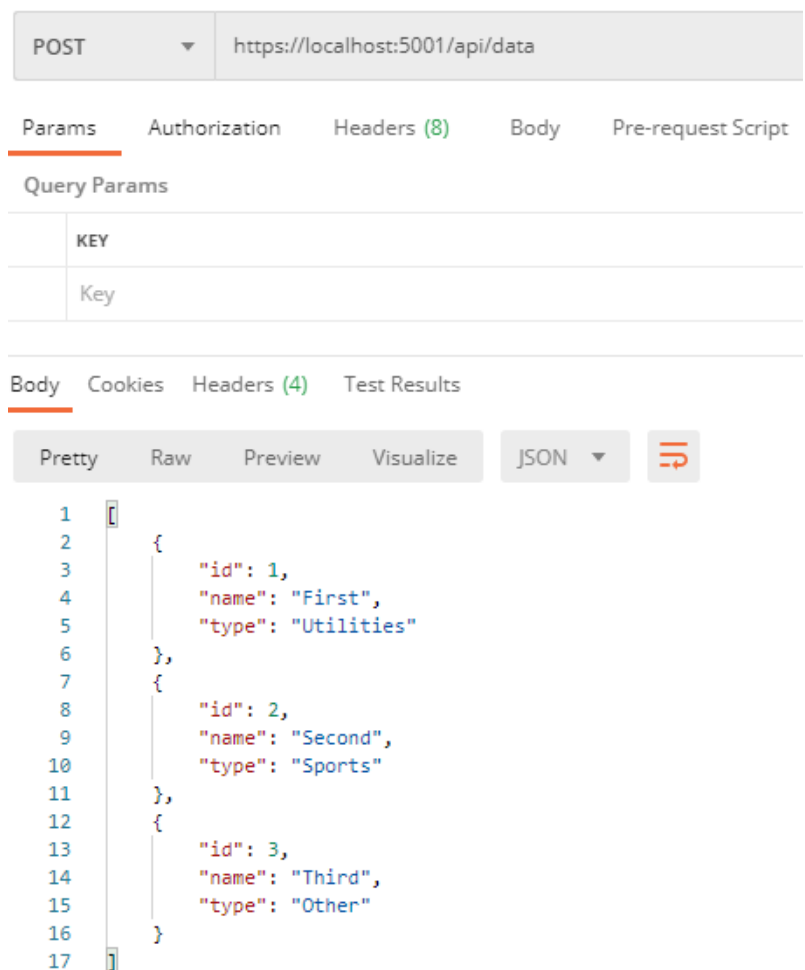 POST https://localhost:5001/api/data
Params Authorization Headers (8) Body Pre-request Script
Query Params
KEY
Key
Body Cookies Headers (4) Test Results
Pretty Raw Preview Visualize JSON
1 [
2 {
3 "id": 1,
4 "name": "First",
5 "type": "Utilities"
6 },
7 {
8 "id": 2,
9 "name": "Second",
10 "type": "Sports"
11 },
12 {
13 "id": 3,
14 "name": "Third",
15 "type": "Other"
16 }
17 ]